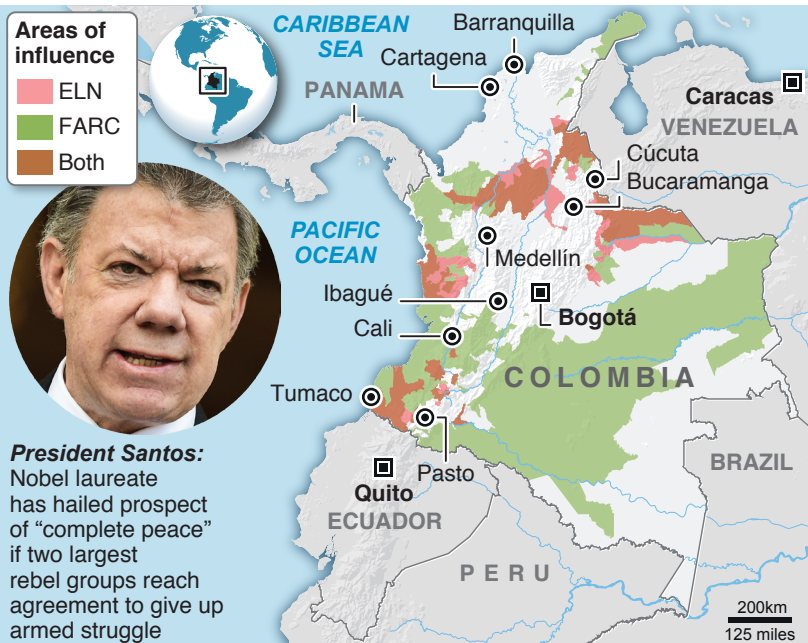 Areas of
influence
ELN
FARC
Both
CARIBBEAN
SEA
Barranquilla
Cartagena
PANAMA
Caracas
VENEZUELA
Cúcuta
Bucaramanga
PACIFIC
OCEAN
Medellín
Ibagué
Bogotá
Cali
COLOMBIA
Tumaco
Pasto
BRAZIL
Quito
ECUADOR
PERU
President Santos:
Nobel laureate
has hailed prospect
of “complete peace”
if two largest
rebel groups reach
agreement to give up
armed struggle
200km
125 miles